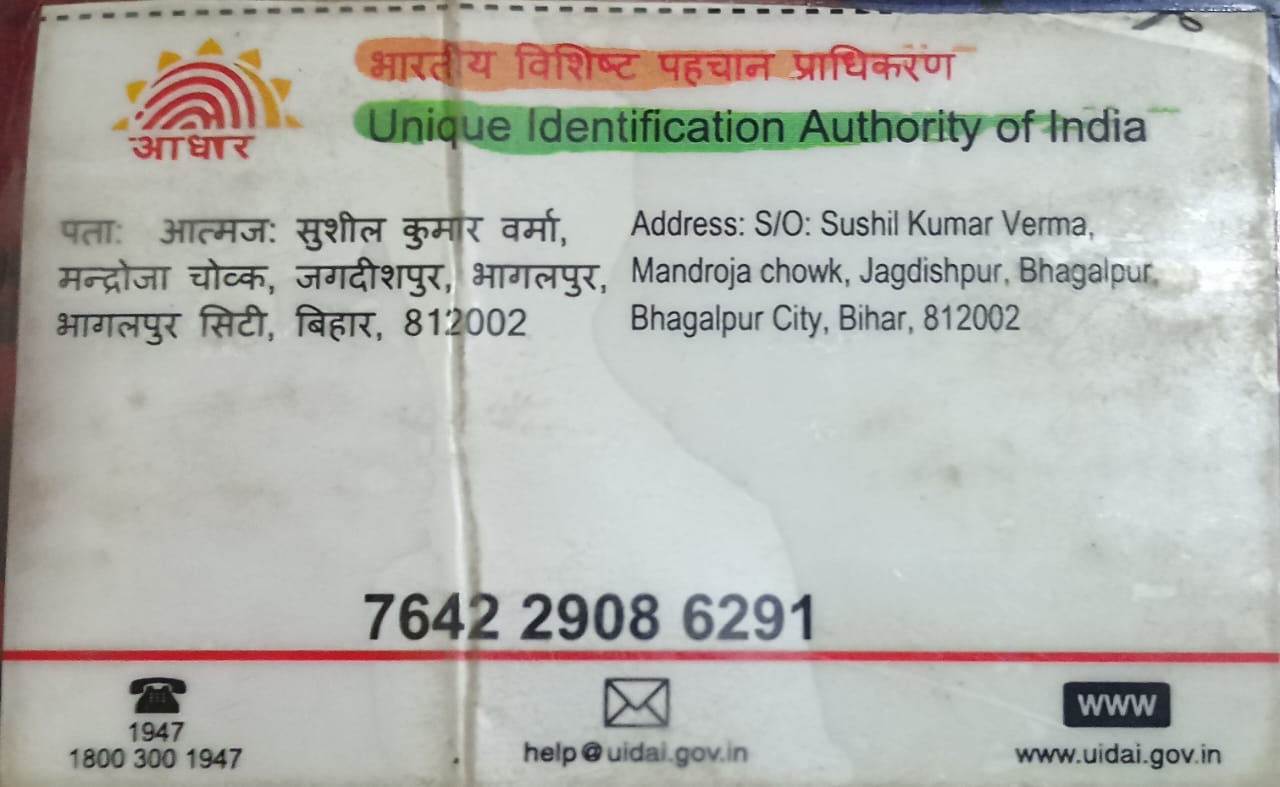 भारतीय विशिष्ट पहचान प्राधिकरण
आधार
Unique Identification Authority of India
पता: आत्मज: सुशील कुमार वर्मा,
मन्द्रोजा चोव्क, जगदीशपुर, भागलपुर,
भागलपुर सिटी, बिहार, 812002
Address: S/O: Sushil Kumar Verma,
Mandroja chowk, Jagdishpur, Bhagalpur,
Bhagalpur City, Bihar, 812002
7642 2908 6291
1947
1800 300 1947
help@uidai.gov.in
www
www.uidai.gov.in